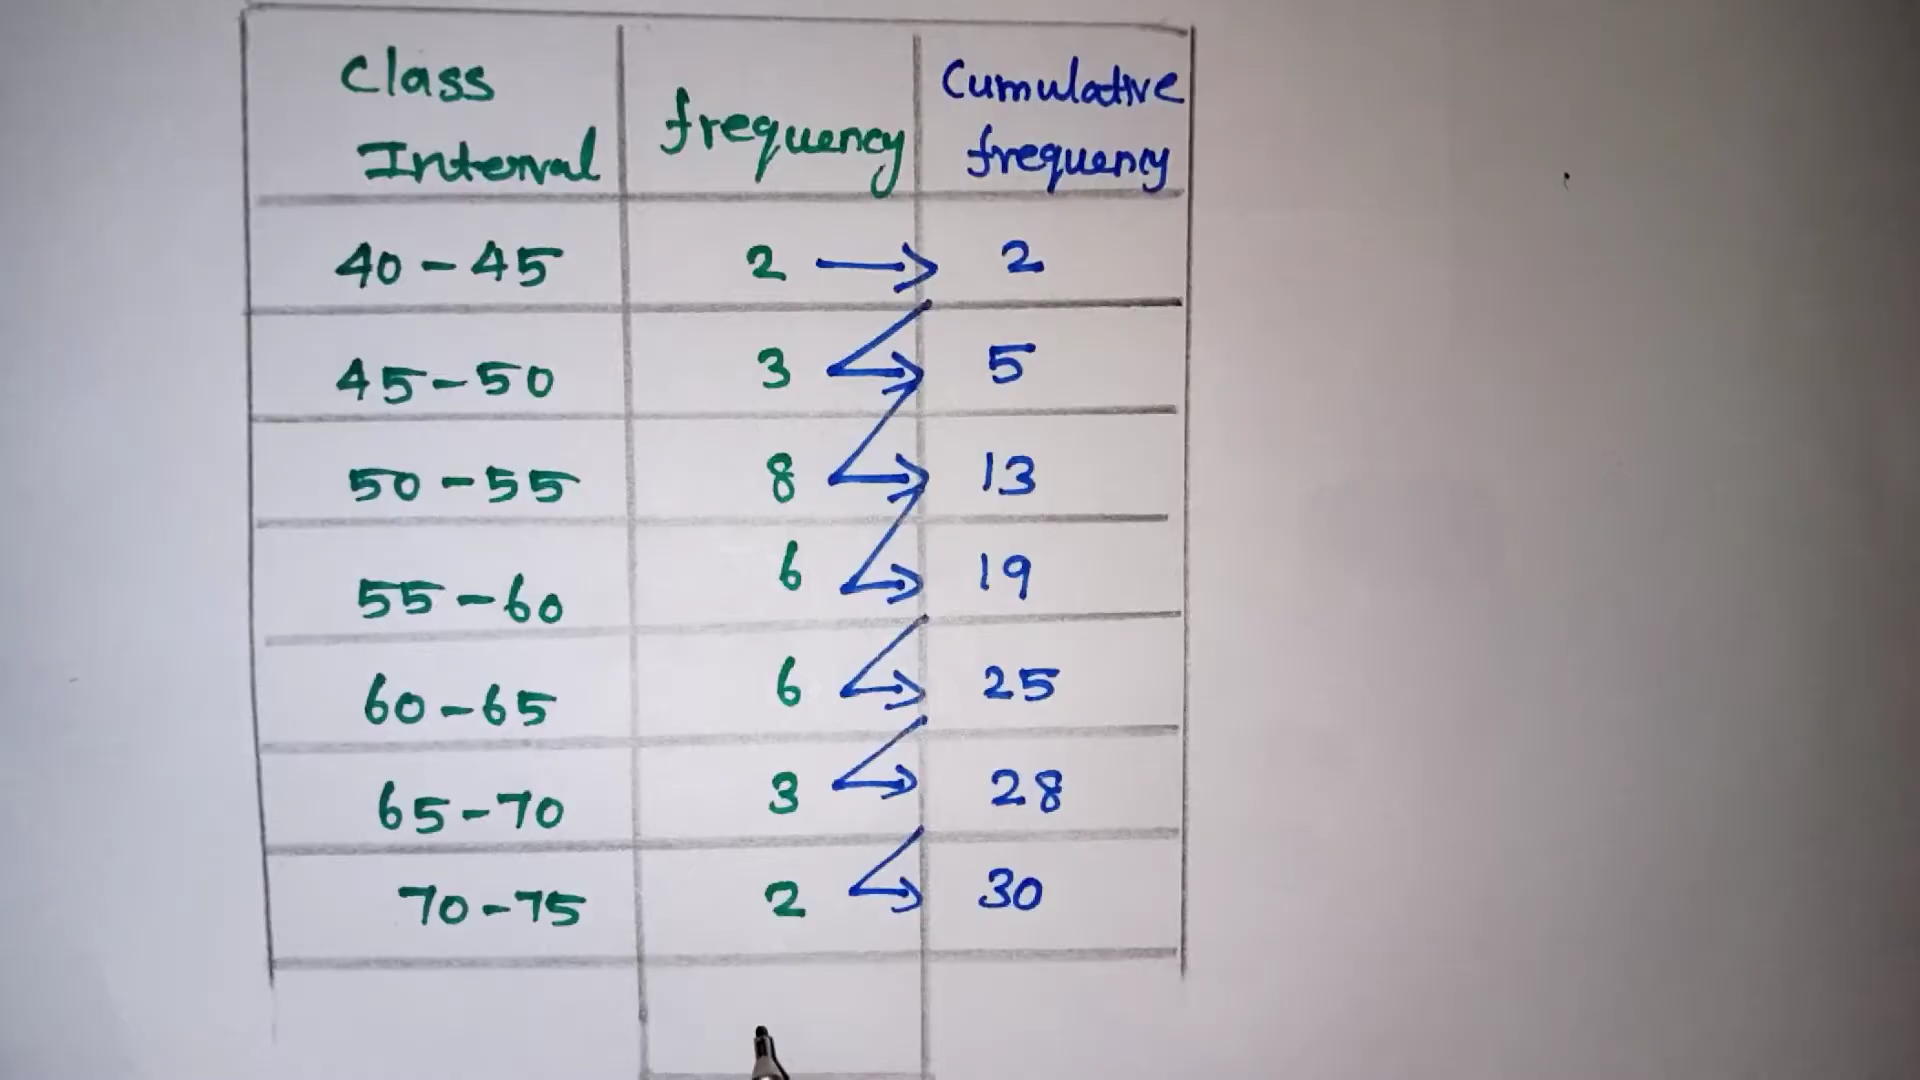 Class Interval frequency Cumulative frequency
40-45 2 2
45-50 3 5
50-55 8 13
55-60 6 19
60-65 6 25
65-70 3 28
70-75 2 30